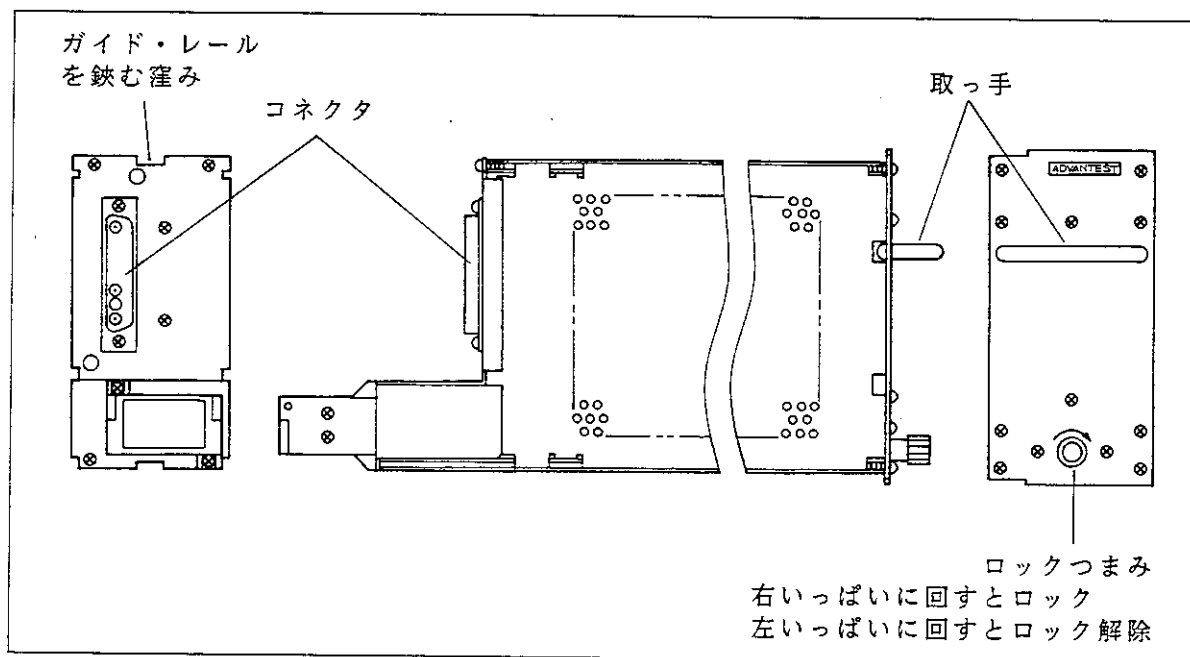 ガイド・レール
を鋏む窪み
コネクタ
取っ手
ADVANTEST
ロックつまみ
右いっぱいに回すとロック
左いっぱいに回すとロック解除